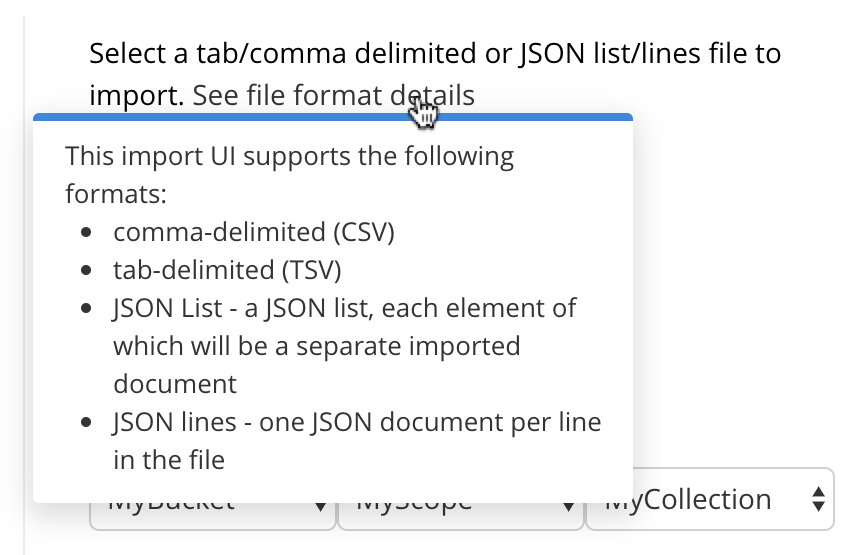 Select a tab/comma delimited or JSON list/lines file to
import. See file format details
This import UI supports the following
formats:
• comma-delimited (CSV)
• tab-delimited (TSV)
• JSON List - a JSON list, each element of
which will be a separate imported
document
• JSON lines - one JSON document per line
in the file
MyBucket MyScope MyCollection